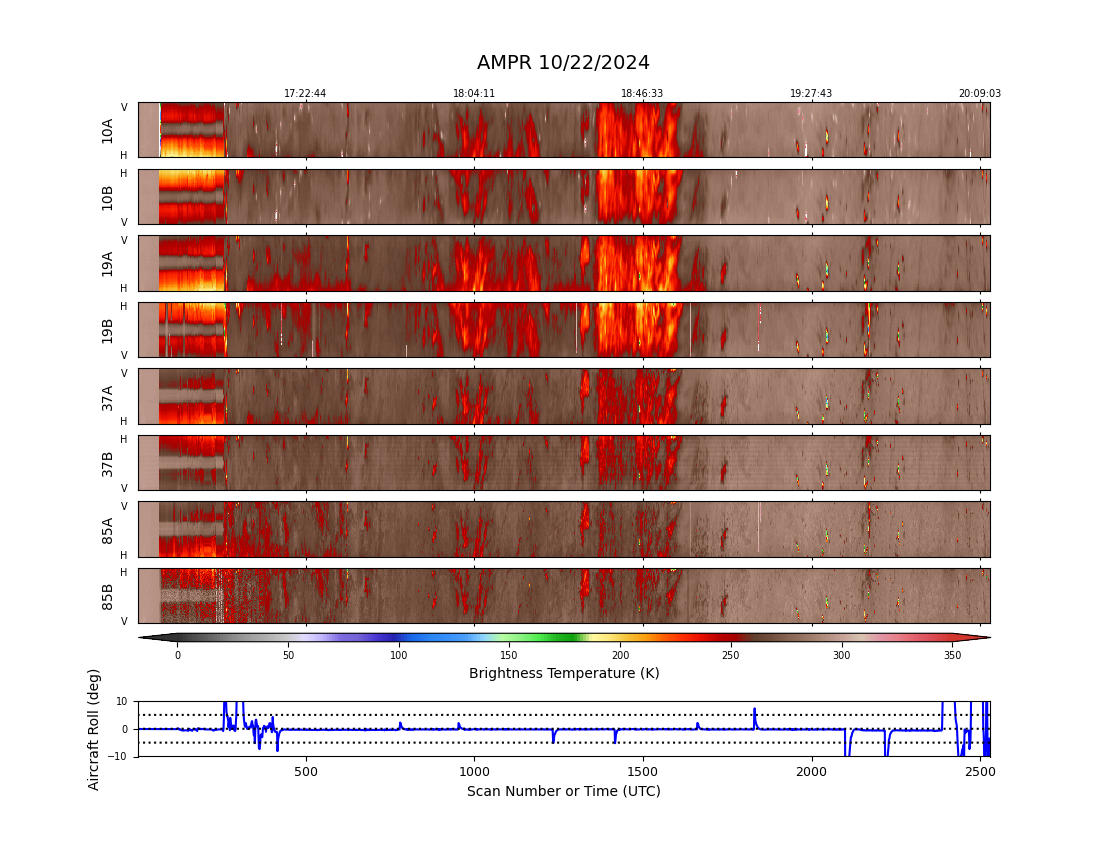 AMPR 10/22/2024
17:22:44 18:04:11 18:46:33 19:27:43 20:09:03
V
10A
H
H
10B
V
V
19A
H
H
19B
V
V
37A
H
H
37B
V
V
85A
H
H
85B
V
0 50 100 150 200 250 300 350
Brightness Temperature (K)
Aircraft Roll (deg)
10
0
−10
500 1000 1500 2000 2500
Scan Number or Time (UTC)